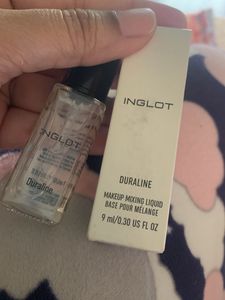 INGLOT
Duraline
INGLOT
DURALINE
MAKEUP MIXING LIQUID
BASE POUR MÉLANGE
9 ml/0.30 US FL OZ